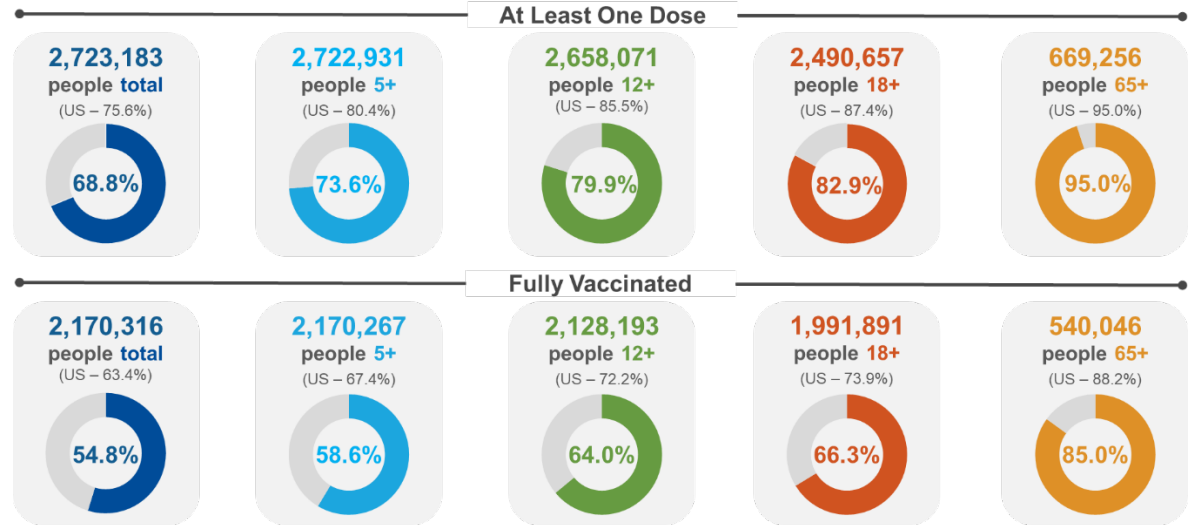 At Least One Dose
2,723,183
people total
(US – 75.6%)
68.8%
2,722,931
people 5+
(US – 80.4%)
73.6%
2,658,071
people 12+
(US – 85.5%)
79.9%
2,490,657
people 18+
(US – 87.4%)
82.9%
669,256
people 65+
(US – 95.0%)
95.0%
Fully Vaccinated
2,170,316
people total
(US – 63.4%)
54.8%
2,170,267
people 5+
(US – 67.4%)
58.6%
2,128,193
people 12+
(US – 72.2%)
64.0%
1,991,891
people 18+
(US – 73.9%)
66.3%
540,046
people 65+
(US – 88.2%)
85.0%